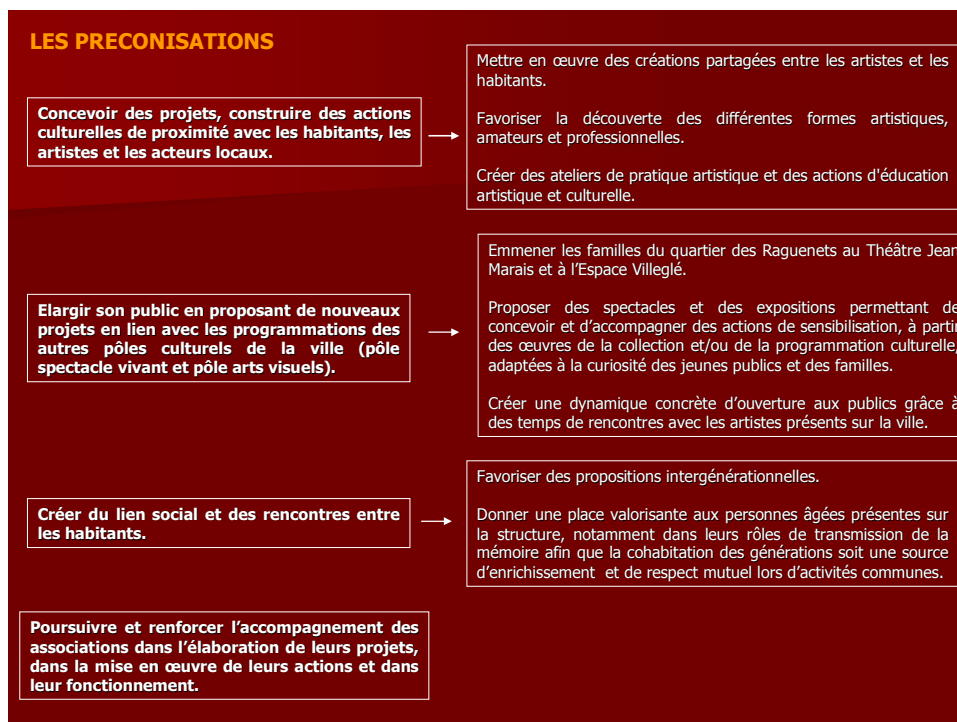 LES PRECONISATIONS
Concevoir des projets, construire des actions
culturelles de proximité avec les habitants, les
artistes et les acteurs locaux.
Mettre en œuvre des créations partagées entre les artistes et les
habitants.
Favoriser la découverte des différentes formes artistiques,
amateurs et professionnelles.
Créer des ateliers de pratique artistique et des actions d'éducation
artistique et culturelle.
Elargir son public en proposant de nouveaux
projets en lien avec les programmations des
autres pôles culturels de la ville (pôle
spectacle vivant et pôle arts visuels).
Emmener les familles du quartier des Raguenets au Théâtre Jean
Marais et à l'Espace Villeglé.
Proposer des spectacles et des expositions permettant de
concevoir et d'accompagner des actions de sensibilisation, à partir
des œuvres de la collection et/ou de la programmation culturelle,
adaptées à la curiosité des jeunes publics et des familles.
Créer une dynamique concrète d'ouverture aux publics grâce à
des temps de rencontres avec les artistes présents sur la ville.
Créer du lien social et des rencontres entre
les habitants.
Favoriser des propositions intergénérationnelles.
Donner une place valorisante aux personnes âgées présentes sur
la structure, notamment dans leurs rôles de transmission de la
mémoire afin que la cohabitation des générations soit une source
d'enrichissement et de respect mutuel lors d'activités communes.
Poursuivre et renforcer l'accompagnement des
associations dans l'élaboration de leurs projets,
dans la mise en œuvre de leurs actions et dans
leur fonctionnement.